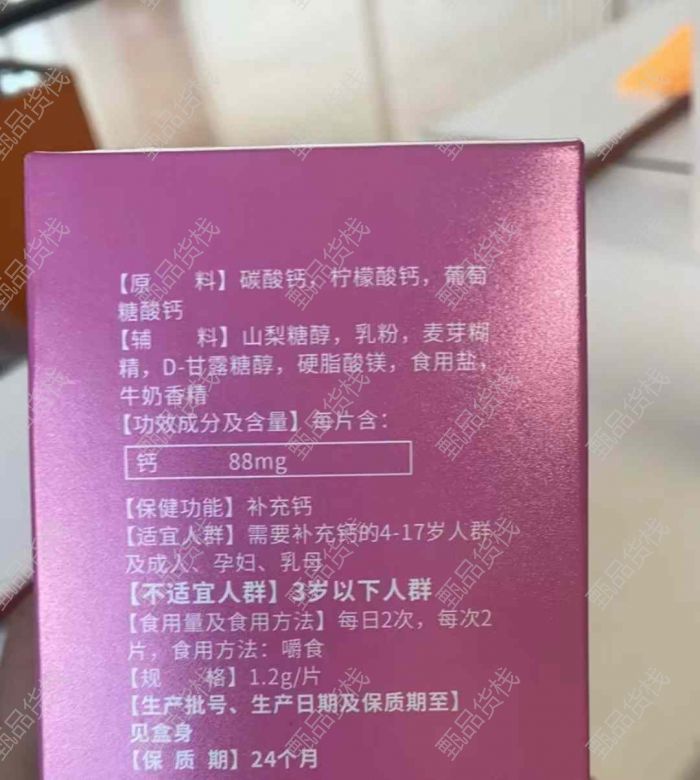 【原　　料】碳酸钙，柠檬酸钙，葡萄
糖酸钙
【辅　　料】山梨糖醇，乳粉，麦芽糊
精，D-甘露糖醇，硬脂酸镁，食用盐，
牛奶香精
【功效成分及含量】每片含：
钙　　88mg
【保健功能】补充钙
【适宜人群】需要补充钙的4-17岁人群
及成人、孕妇、乳母
【不适宜人群】3岁以下人群
【食用量及食用方法】每日2次，每次2
片，食用方法：嚼食
【规　　格】1.2g/片
【生产批号、生产日期及保质期至】
见盒身
【保 质 期】24个月
甄品货栈